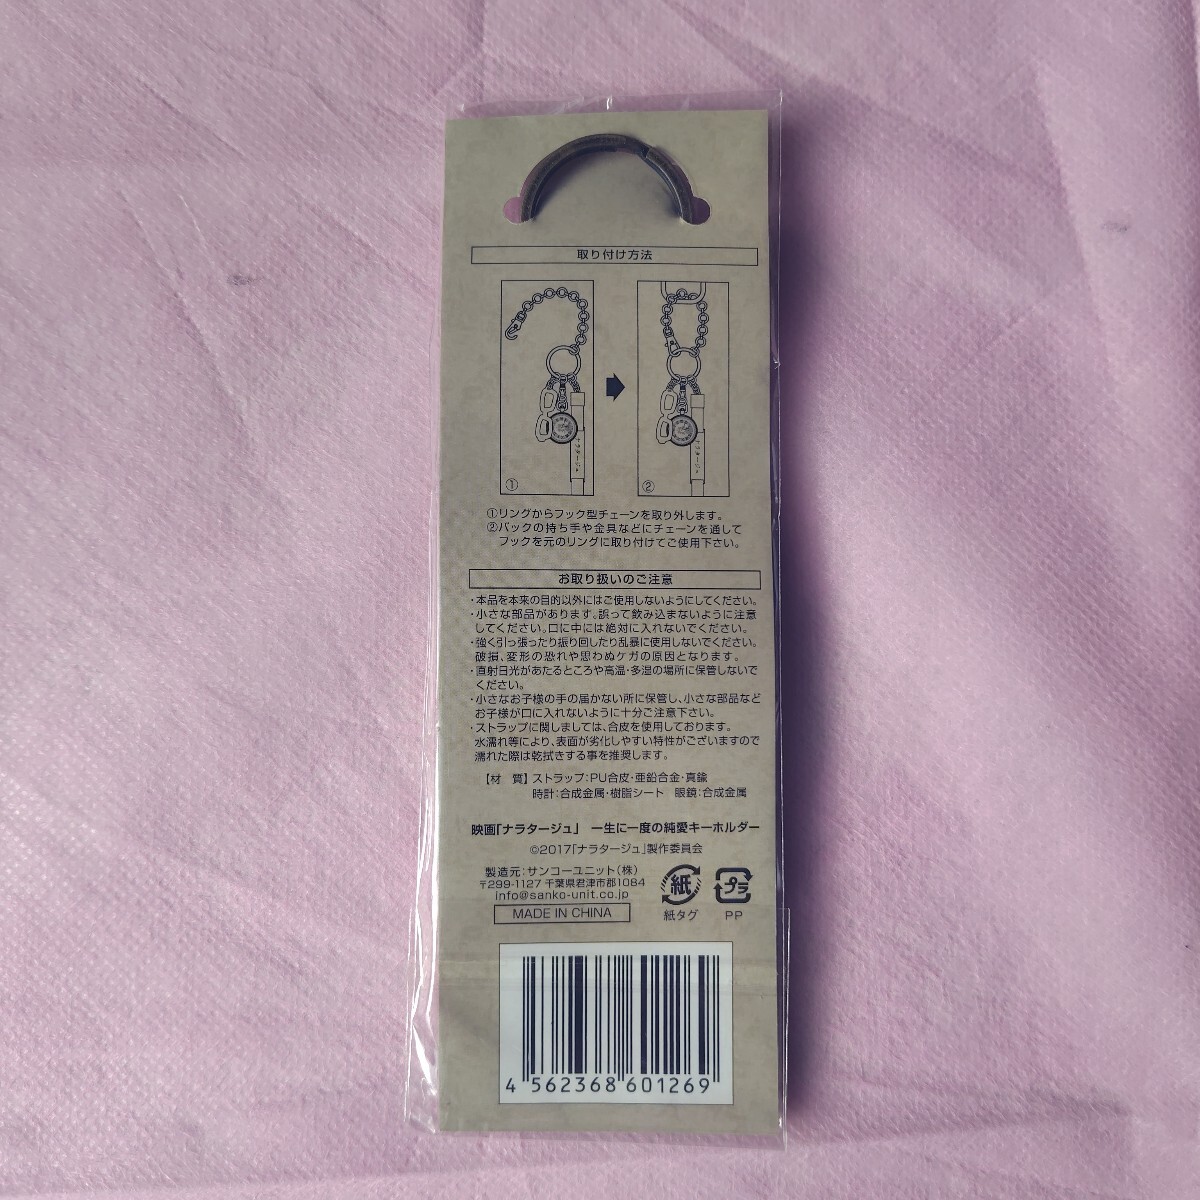 取り付け方法
ナラタージュ
ナラタージュ
①
②
①リングからフック型チェーンを取り外します。
②バックの持ち手や金具などにチェーンを通して
フックを元のリングに取り付けてご使用下さい。
お取り扱いのご注意
・本品を本来の目的以外にはご使用しないようにしてください。
・小さな部品があります。誤って飲み込まないように注意
してください。口に中には絶対に入れないでください。
・強く引っ張ったり振り回したり乱暴に使用しないでください。
破損、変形の恐れや思わぬケガの原因となります。
・直射日光があたるところや高温・多湿の場所に保管しないで
ください。
・小さなお子様の手の届かない所に保管し、小さな部品など
お子様が口に入れないように十分ご注意下さい。
・ストラップに関しましては、合皮を使用しております。
水濡れ等により、表面が劣化しやすい特性がございますので
濡れた際は乾拭きする事を推奨します。
【材 質】ストラップ：PU合皮・亜鉛合金・真鍮
時計：合成金属・樹脂シート 眼鏡：合成金属
映画「ナラタージュ」 一生に一度の純愛キーホルダー
©2017「ナラタージュ」製作委員会
製造元：サンコーユニット（株）
〒299-1127 千葉県君津市郡1084
info@sanko-unit.co.jp
MADE IN CHINA
紙
紙タグ
プラ
PP
4 562368 601269